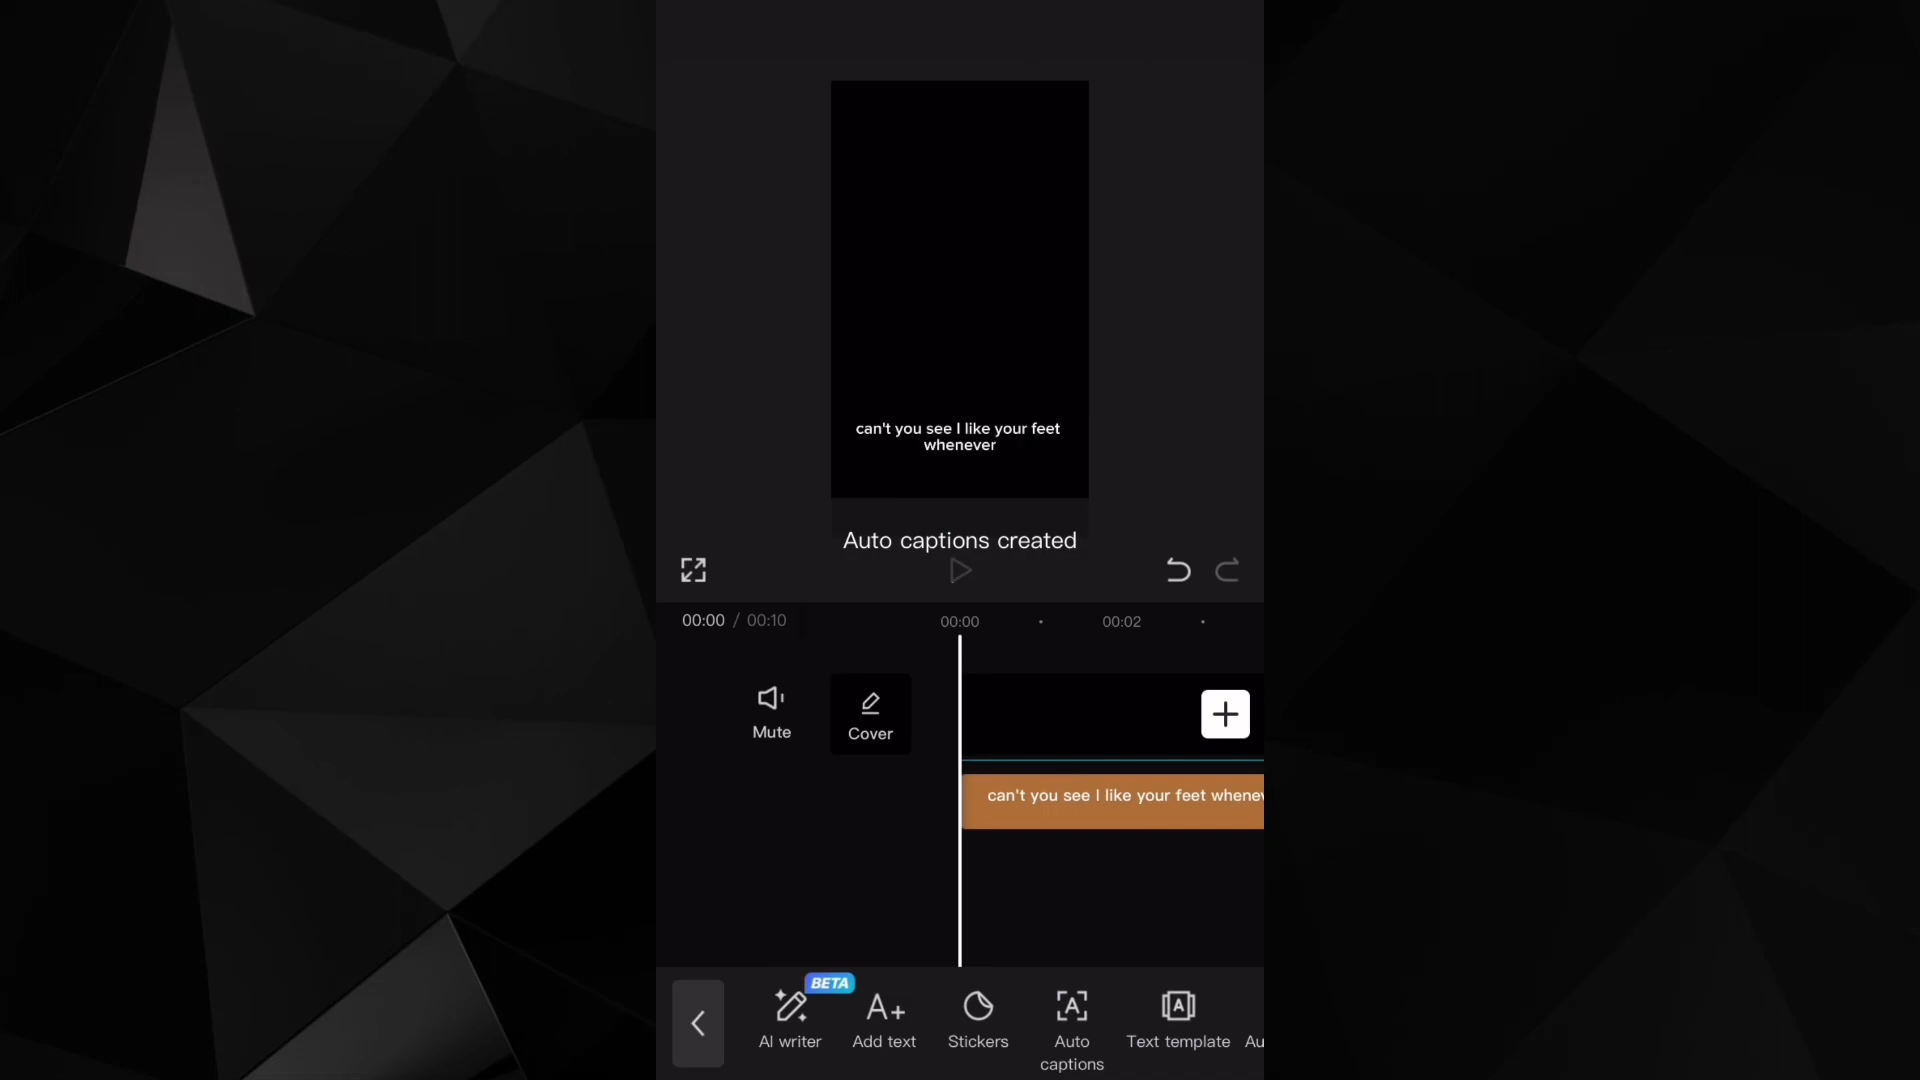 can't you see I like your feet
whenever
Auto captions created
00:00 / 00:10
00:00
00:02
Mute
Cover
can't you see I like your feet whenev
BETA
AI writer
Add text
Stickers
Auto
captions
Text template
Au